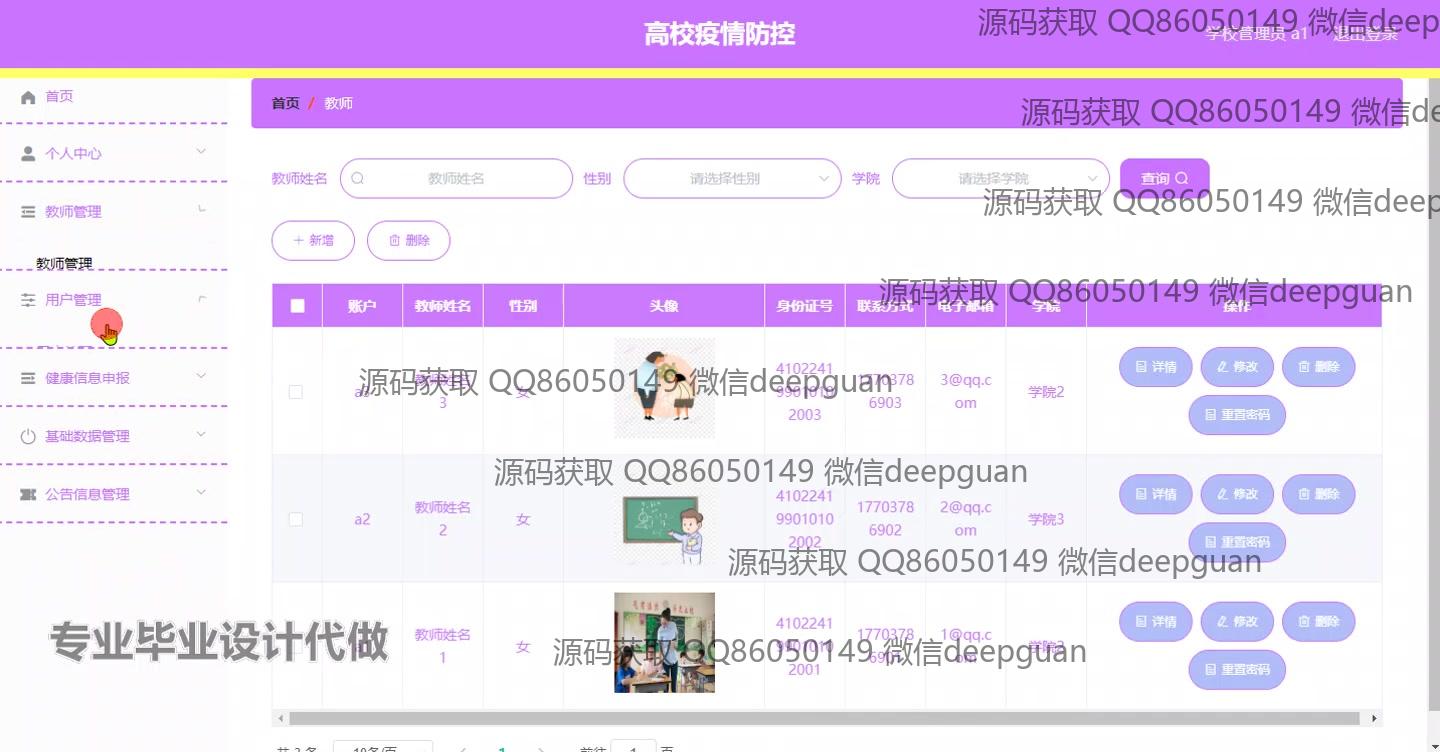 高校疫情防控
源码获取 QQ86050149 微信deep
学校管理员 a1 退出登录
首页
首页 / 教师
源码获取 QQ86050149 微信de
个人中心
教师姓名 教师姓名 性别 请选择性别 学院 请选择学院 查询
源码获取 QQ86050149 微信deep
教师管理
新增 删除
教师管理
用户管理
源码获取 QQ86050149 微信deepguan
账户 教师姓名 性别 头像 身份证号 联系方式 电子邮箱 学院 操作
健康信息申报
源码获取 QQ86050149 微信deepguan
女
4102241
2003
1770378
6903
3@qq.c
om
学院2
详情 修改 删除
重置密码
基础数据管理
源码获取 QQ86050149 微信deepguan
公告信息管理
a2
教师姓名
2
女
4102241
9901010
2002
1770378
6902
2@qq.c
om
学院3
详情 修改 删除
重置密码
源码获取 QQ86050149 微信deepguan
专业毕业设计代做
教师姓名
1
女
4102241
2001
1770378
1@qq.c
详情 修改 删除
重置密码
源码获取 QQ86050149 微信deepguan
共 3 条 10条/页 1 前往 1 页